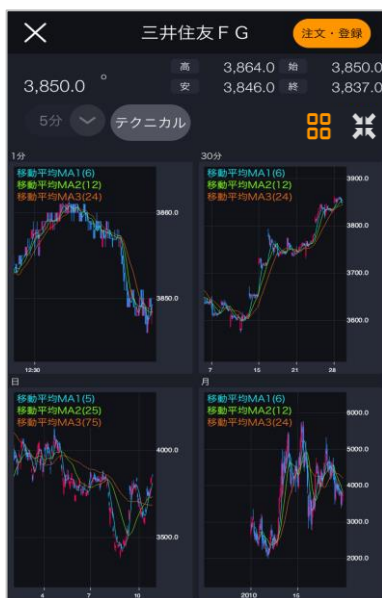 三井住友ＦＧ
注文・登録
高 3,864.0 始 3,850.0
3,850.0
安 3,846.0 終 3,837.0
5分 テクニカル
1分
移動平均MA1(6)
移動平均MA2(12)
移動平均MA3(24)
3860.0
3850.0
12:30
30分
移動平均MA1(6)
移動平均MA2(12)
移動平均MA3(24)
3900.0
3800.0
3700.0
3600.0
7 15 21 28
日
移動平均MA1(5)
移動平均MA2(25)
移動平均MA3(75)
4000.0
3500.0
4 7 10
月
移動平均MA1(6)
移動平均MA2(12)
移動平均MA3(24)
6000.0
5000.0
4000.0
3000.0
2000.0
2010 15